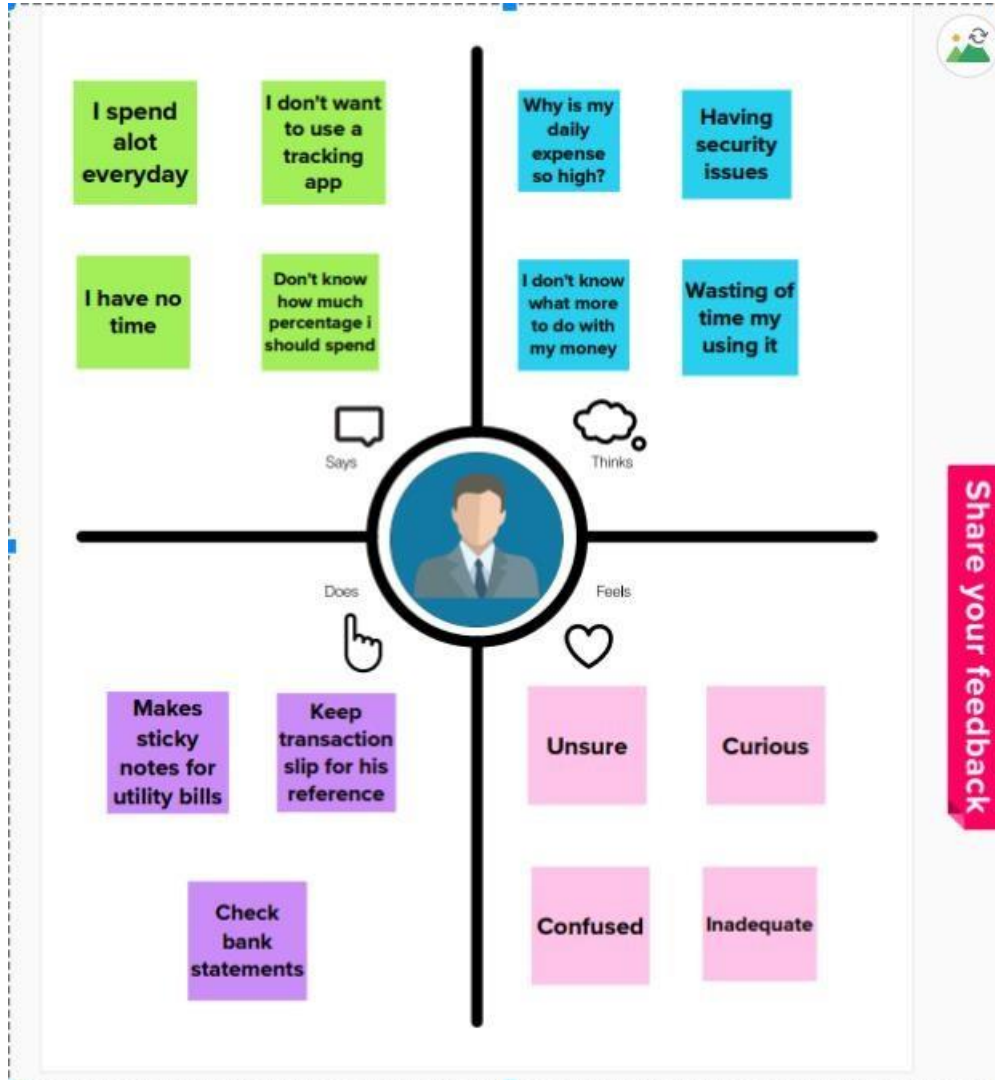 I spend
alot
everyday
I don't want
to use a
tracking
app
I have no
time
Don't know
how much
percentage i
should spend
Says
Why is my
daily
expense
so high?
Having
security
issues
I don't know
what more
to do with
my money
Wasting of
time my
using it
Thinks
Does
Makes
sticky
notes for
utility bills
Keep
transaction
slip for his
reference
Check
bank
statements
Feels
Unsure
Curious
Confused
Inadequate
Share your feedback